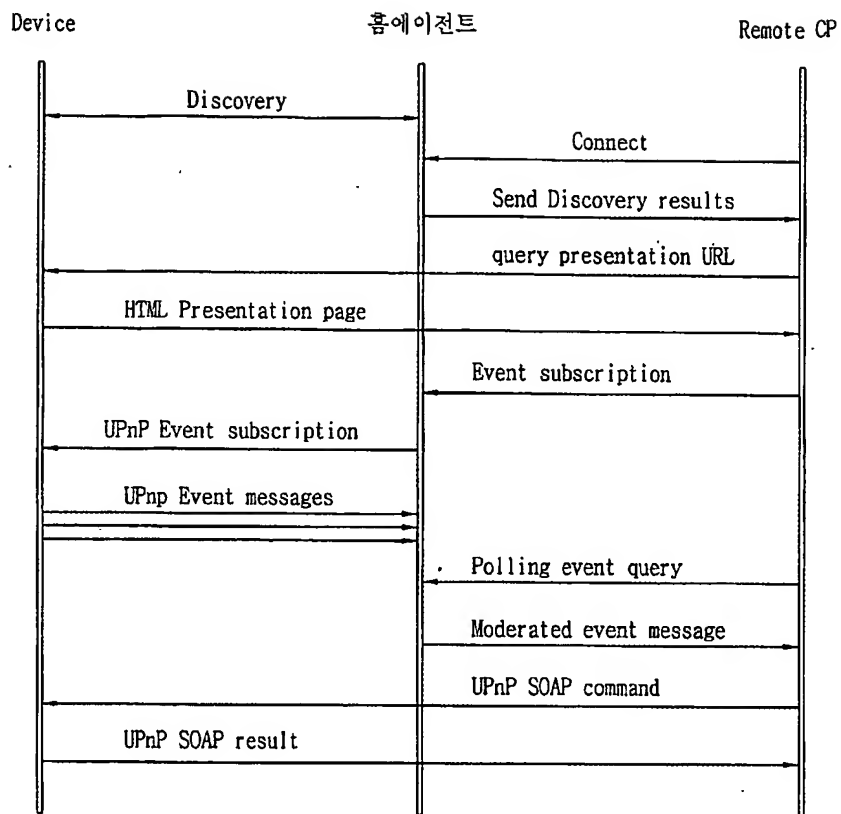 Device
홈에이전트
Remote CP
Discovery
Connect
Send Discovery results
query presentation URL
HTML Presentation page
Event subscription
UPnP Event subscription
UPnp Event messages
Polling event query
Moderated event message
UPnP SOAP command
UPnP SOAP result